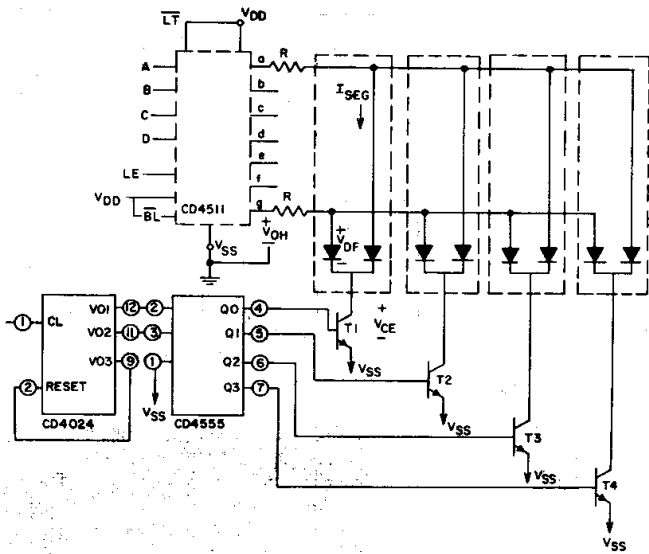 LT VDD
A a R
B b
C c
D d
LE e
f
VDD g R
BL CD4511
ISEG
+ VOH −
VSS
+ VDF −
1 CL VO1 12 2 Q0 4
VO2 11 3 Q1 5
VO3 9 1 Q2 6
2 RESET Q3 7
VSS
CD4024 CD4555
T1 + VCE −
VSS
T2
VSS
T3
VSS
T4
VSS